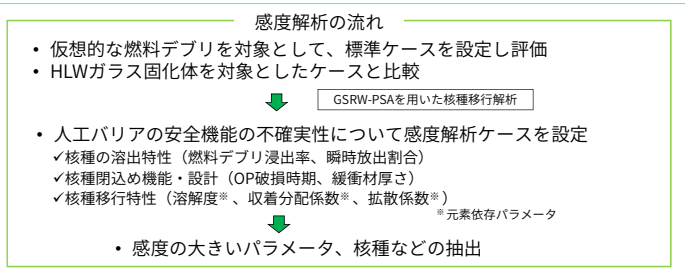 感度解析の流れ
• 仮想的な燃料デブリを対象として、標準ケースを設定し評価
• HLWガラス固化体を対象としたケースと比較
GSRW-PSAを用いた核種移行解析
• 人工バリアの安全機能の不確実性について感度解析ケースを設定
✓核種の溶出特性（燃料デブリ浸出率、瞬時放出割合）
✓核種閉込め機能・設計（OP破損時期、緩衝材厚さ）
✓核種移行特性（溶解度※、収着分配係数※、拡散係数※）
※元素依存パラメータ
• 感度の大きいパラメータ、核種などの抽出